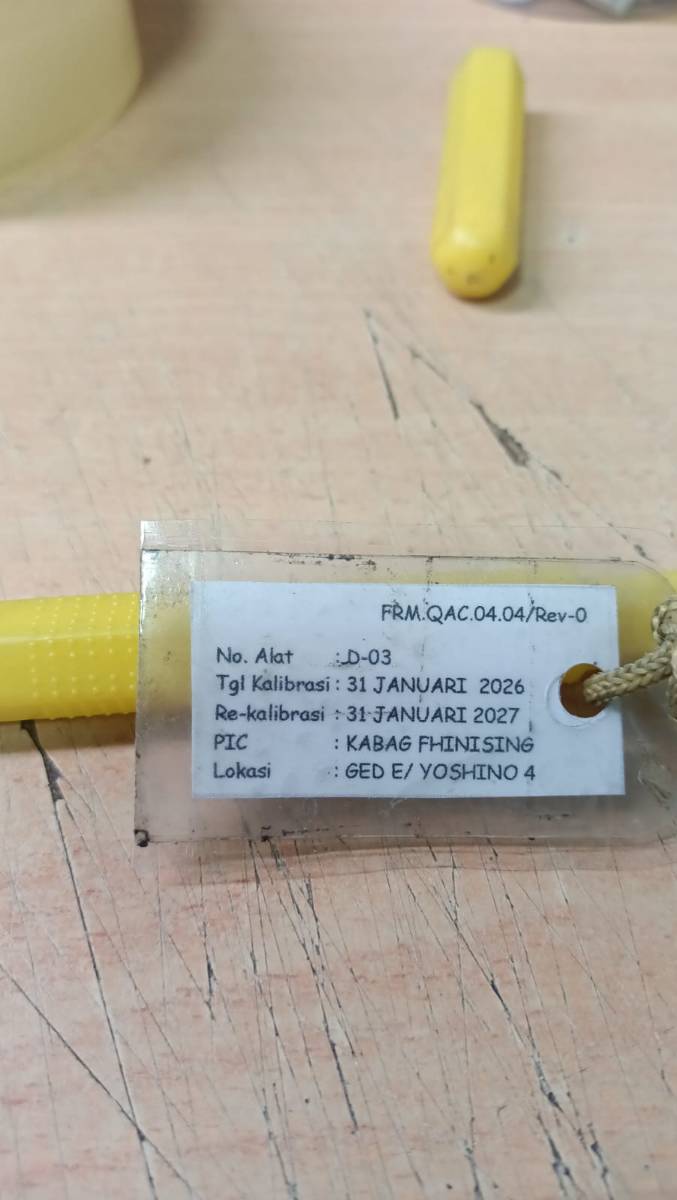 FRM.QAC.04.04/Rev-0
No. Alat : D-03
Tgl Kalibrasi : 31 JANUARI 2026
Re-kalibrasi : 31 JANUARI 2027
PIC : KABAG FHINISING
Lokasi : GED E/ YOSHINO 4